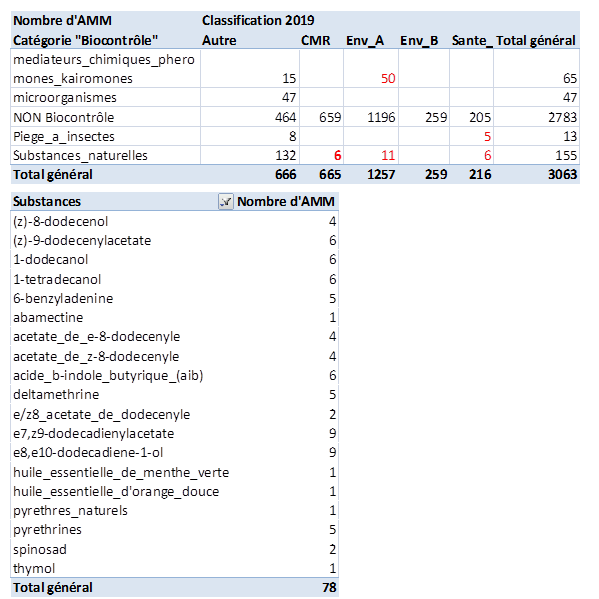 Nombre d'AMM Classification 2019
Catégorie "Biocontrôle" Autre CMR Env_A Env_B Sante_ Total général
mediateurs_chimiques_phero
mones_kairomones 15 50 65
microorganismes 47 47
NON Biocontrôle 464 659 1196 259 205 2783
Piege_a_insectes 8 5 13
Substances_naturelles 132 6 11 6 155
Total général 666 665 1257 259 216 3063
Substances Nombre d'AMM
(z)-8-dodecenol 4
(z)-9-dodecenylacetate 6
1-dodecanol 6
1-tetradecanol 6
6-benzyladenine 5
abamectine 1
acetate_de_e-8-dodecenyle 4
acetate_de_z-8-dodecenyle 4
acide_b-indole_butyrique_(aib) 6
deltamethrine 5
e/z8_acetate_de_dodecenyle 2
e7,z9-dodecadienylacetate 9
e8,e10-dodecadiene-1-ol 9
huile_essentielle_de_menthe_verte 1
huile_essentielle_d'orange_douce 1
pyrethres_naturels 1
pyrethrines 5
spinosad 2
thymol 1
Total général 78